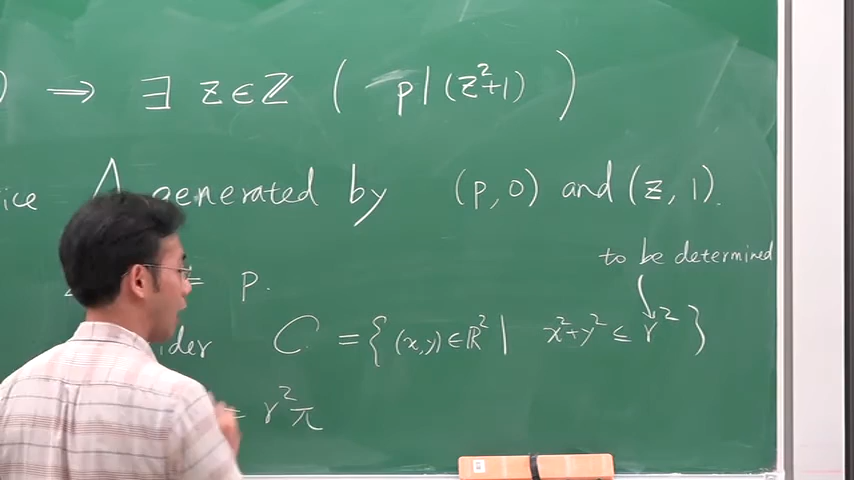 ) → ∃ z∈ℤ ( p|(z²+1) )
Λ generated by (p,0) and (z,1).
to be determined
= p.
C = {(x,y)∈ℝ² | x²+y² ≤ r²}
= r²π